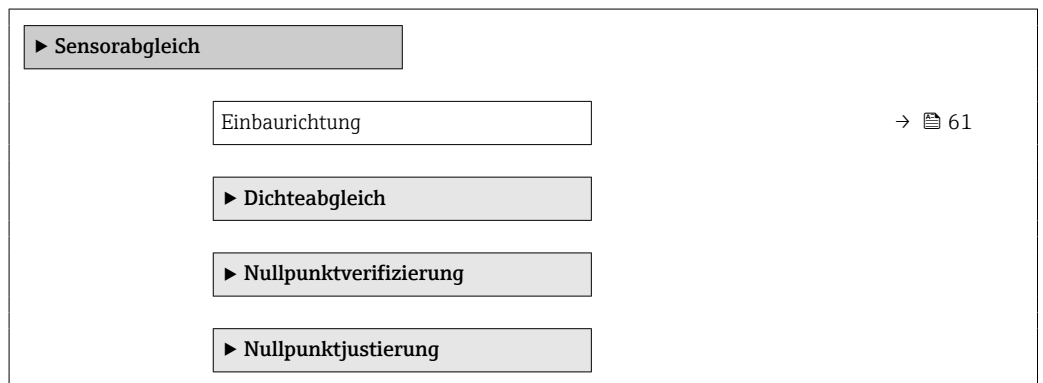 ▶ Sensorabgleich
Einbaurichtung → 61
▶ Dichteabgleich
▶ Nullpunktverifizierung
▶ Nullpunktjustierung